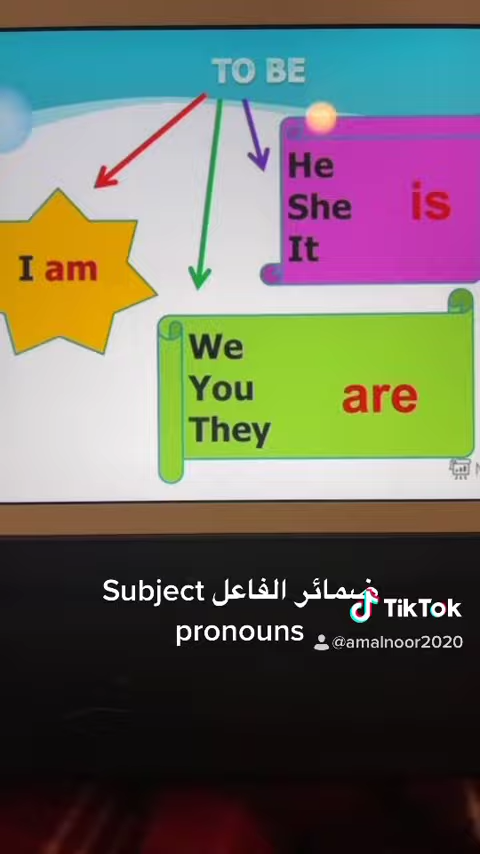 TO BE
I am
He
She
It
is
We
You
They
are
ضمائر الفاعل Subject
pronouns
TikTok
@amalnoor2020